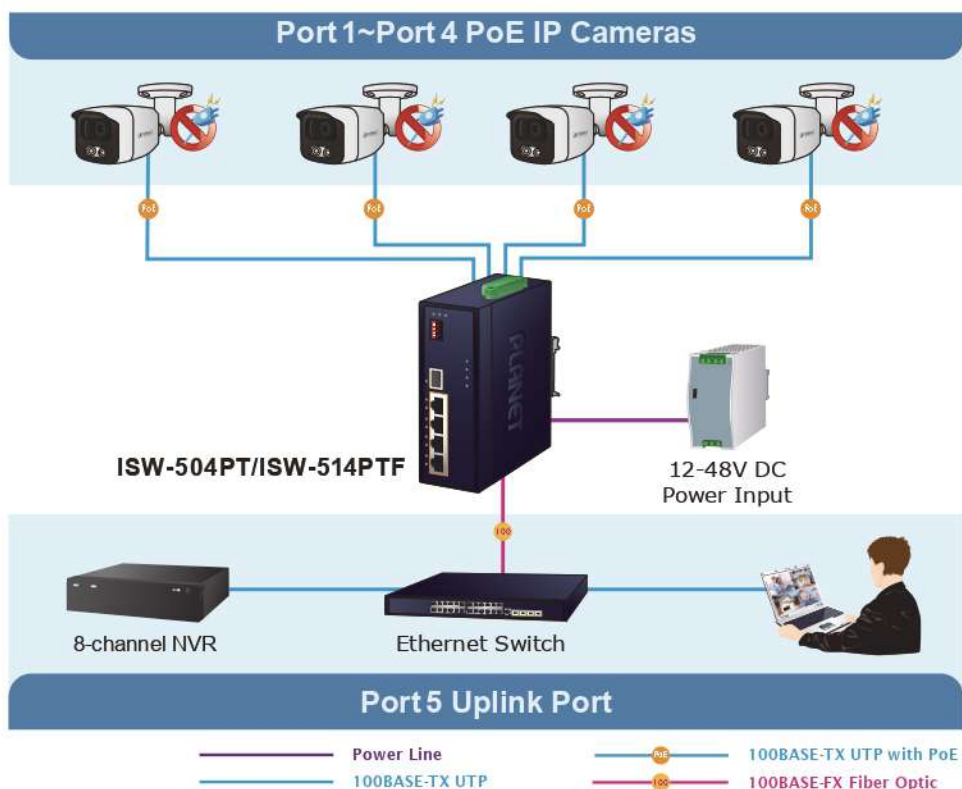 Port 1~Port 4 PoE IP Cameras
PoE
PoE
PoE
PoE
PLANET
ISW-504PT/ISW-514PTF
12-48V DC
Power Input
100
8-channel NVR
Ethernet Switch
Port 5 Uplink Port
Power Line
PoE
100BASE-TX UTP with PoE
100BASE-TX UTP
100
100BASE-FX Fiber Optic